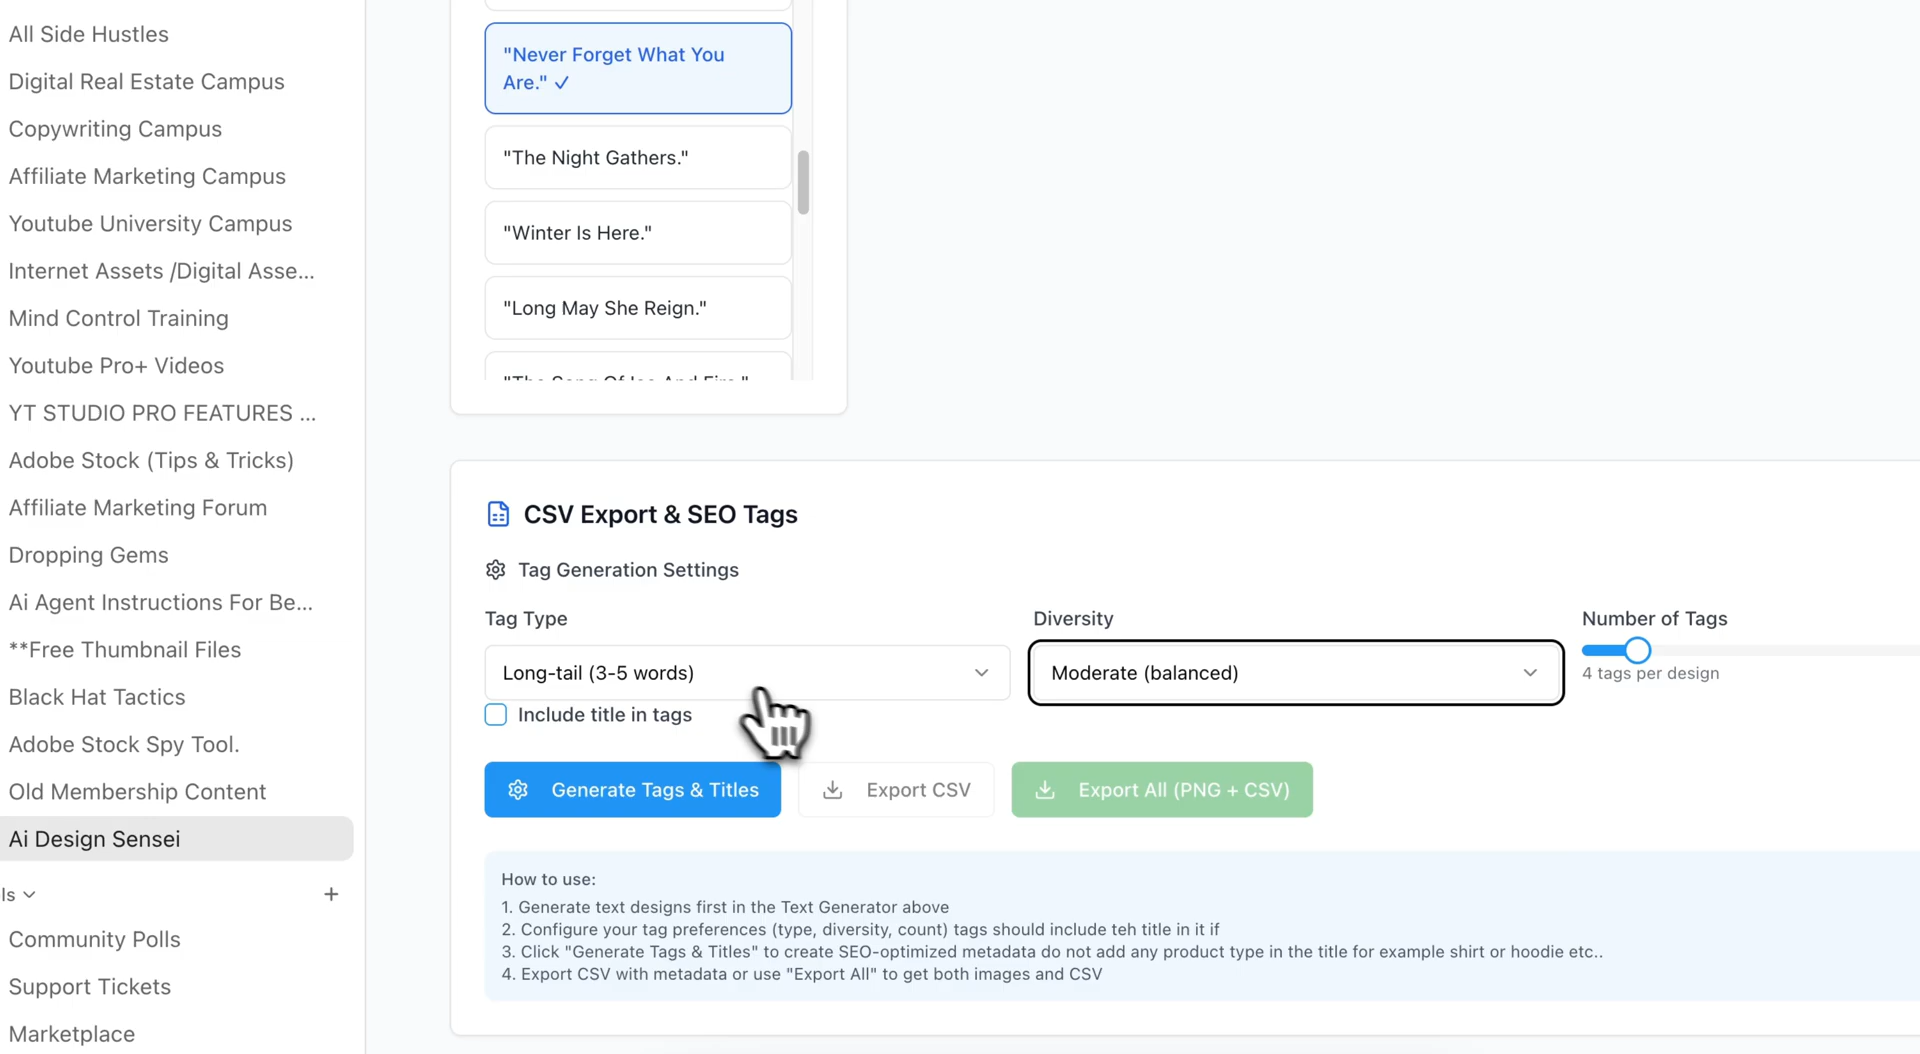 All Side Hustles
Digital Real Estate Campus
Copywriting Campus
Affiliate Marketing Campus
Youtube University Campus
Internet Assets /Digital Asse...
Mind Control Training
Youtube Pro+ Videos
YT STUDIO PRO FEATURES ...
Adobe Stock (Tips & Tricks)
Affiliate Marketing Forum
Dropping Gems
Ai Agent Instructions For Be...
**Free Thumbnail Files
Black Hat Tactics
Adobe Stock Spy Tool.
Old Membership Content
Ai Design Sensei
ls
Community Polls
Support Tickets
Marketplace
"Never Forget What You
Are." ✓
"The Night Gathers."
"Winter Is Here."
"Long May She Reign."
"The Song Of Ice And Fire."
CSV Export & SEO Tags
Tag Generation Settings
Tag Type
Long-tail (3-5 words)
Include title in tags
Diversity
Moderate (balanced)
Number of Tags
4 tags per design
Generate Tags & Titles
Export CSV
Export All (PNG + CSV)
How to use:
1. Generate text designs first in the Text Generator above
2. Configure your tag preferences (type, diversity, count) tags should include teh title in it if
3. Click "Generate Tags & Titles" to create SEO-optimized metadata do not add any product type in the title for example shirt or hoodie etc..
4. Export CSV with metadata or use "Export All" to get both images and CSV